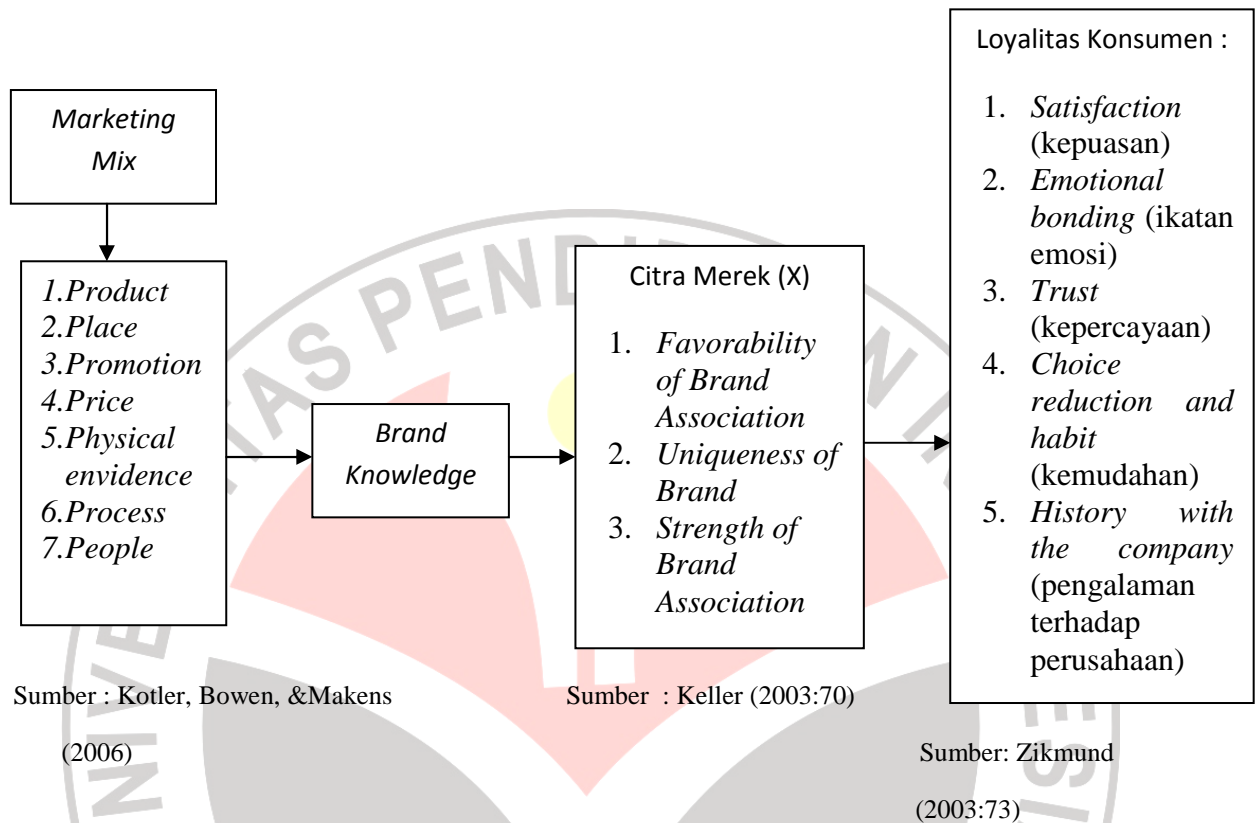 Marketing
Mix
1.Product
2.Place
3.Promotion
4.Price
5.Physical
envidence
6.Process
7.People
Sumber : Kotler, Bowen, &Makens
(2006)
Brand
Knowledge
Citra Merek (X)
1. Favorability
of Brand
Association
2. Uniqueness of
Brand
3. Strength of
Brand
Association
Sumber : Keller (2003:70)
Loyalitas Konsumen :
1. Satisfaction
(kepuasan)
2. Emotional
bonding (ikatan
emosi)
3. Trust
(kepercayaan)
4. Choice
reduction and
habit
(kemudahan)
5. History with
the company
(pengalaman
terhadap
perusahaan)
Sumber: Zikmund
(2003:73)